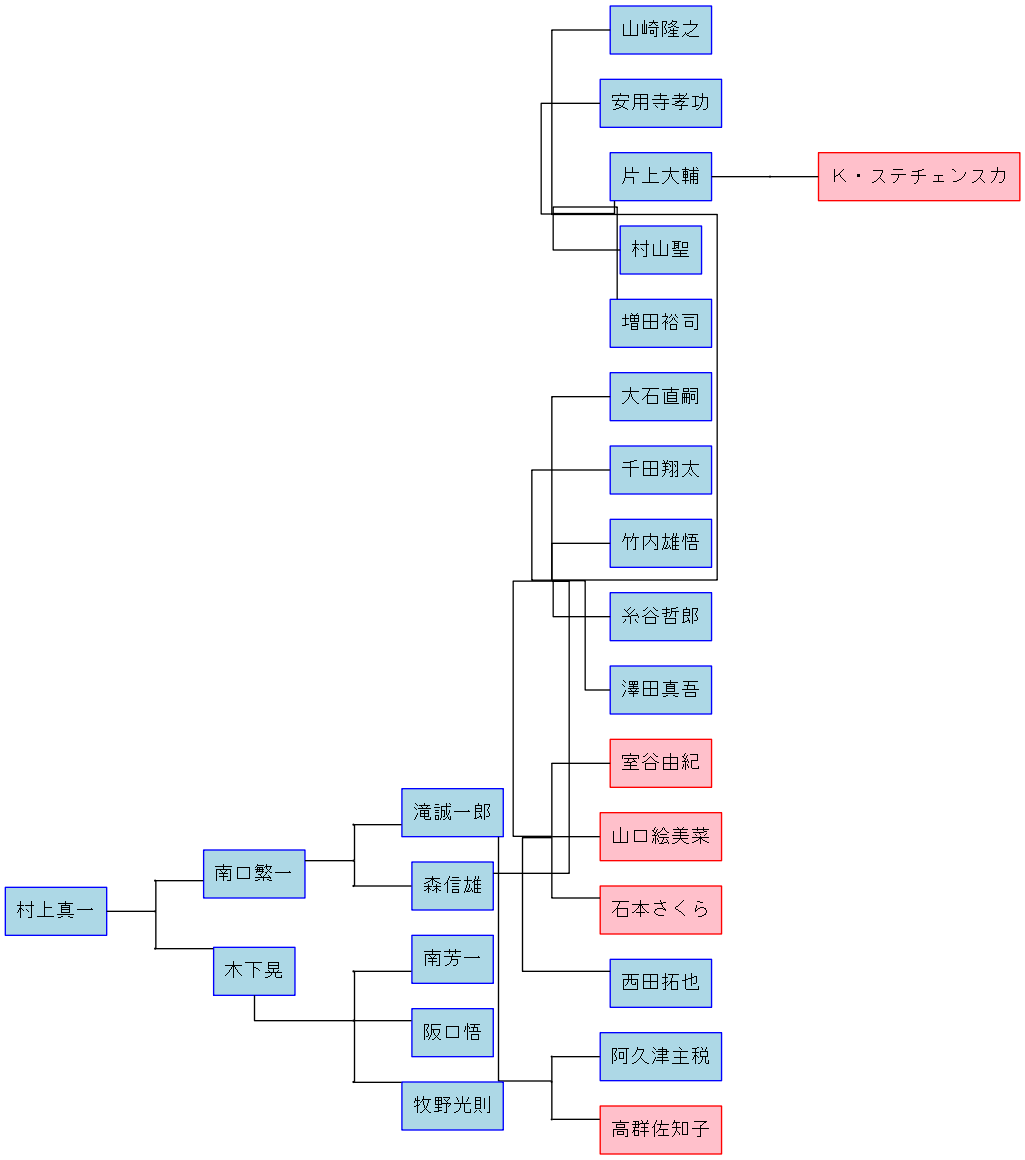 山崎隆之
安用寺孝功
片上大輔
Ｋ・ステチェンスカ
村山聖
増田裕司
大石直嗣
千田翔太
竹内雄悟
糸谷哲郎
澤田真吾
室谷由紀
滝誠一郎
山口絵美菜
南口繁一
森信雄
村上真一
石本さくら
南芳一
木下晃
西田拓也
阪口悟
阿久津主税
牧野光則
高群佐知子